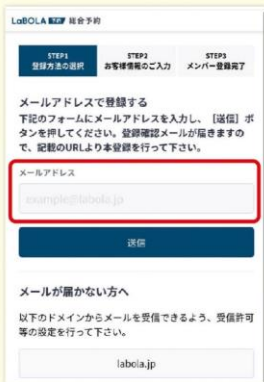 LaBOLA 総合予約
STEP1
登録方法の選択
STEP2
お客様情報のご入力
STEP3
メンバー登録完了
メールアドレスで登録する
下記のフォームにメールアドレスを入力し、［送信］ボ
タンを押してください。登録確認メールが届きますの
で、記載のURLより本登録を行って下さい。
メールアドレス
example@labola.jp
送信
メールが届かない方へ
以下のドメインからメールを受信できるよう、受信許可
等の設定を行って下さい。
labola.jp